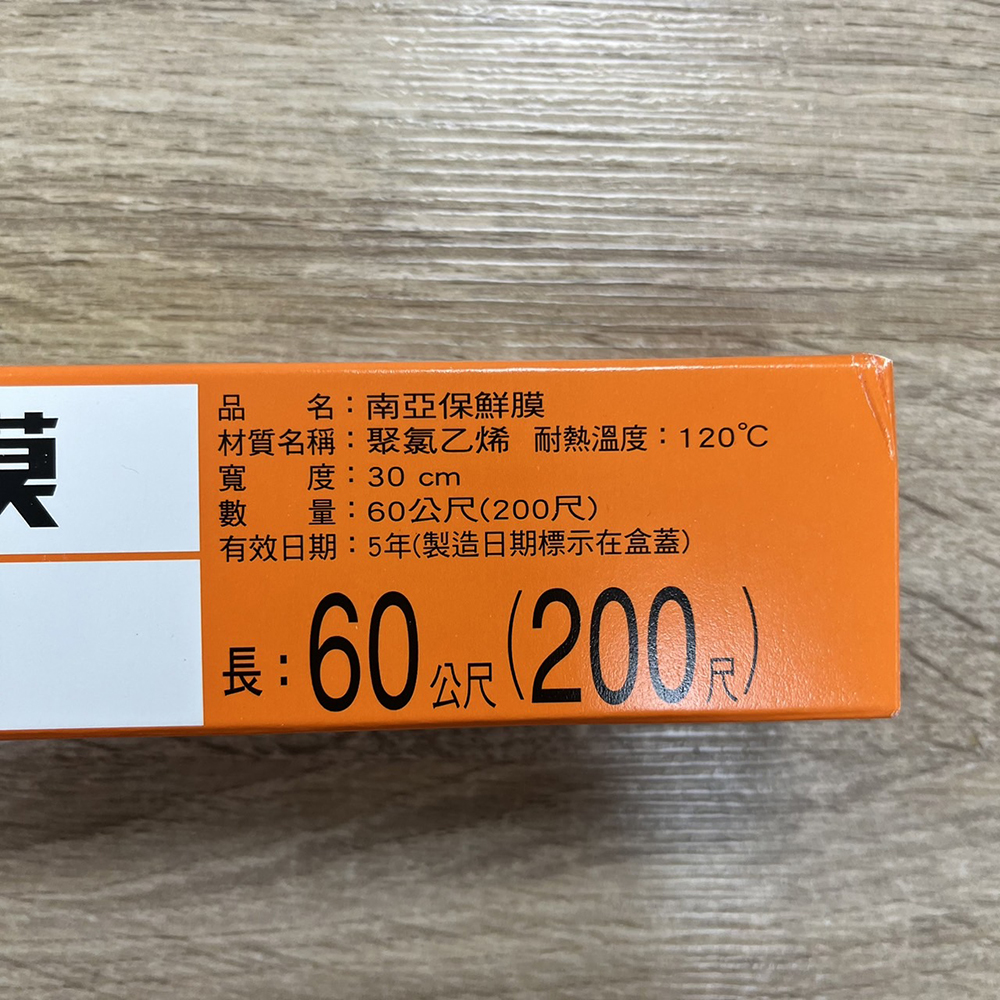 膜
品名：南亞保鮮膜
材質名稱：聚氯乙烯 耐熱溫度：120℃
寬度：30 cm
數量：60公尺(200尺)
有效日期：5年(製造日期標示在盒蓋)
長：60公尺(200尺)